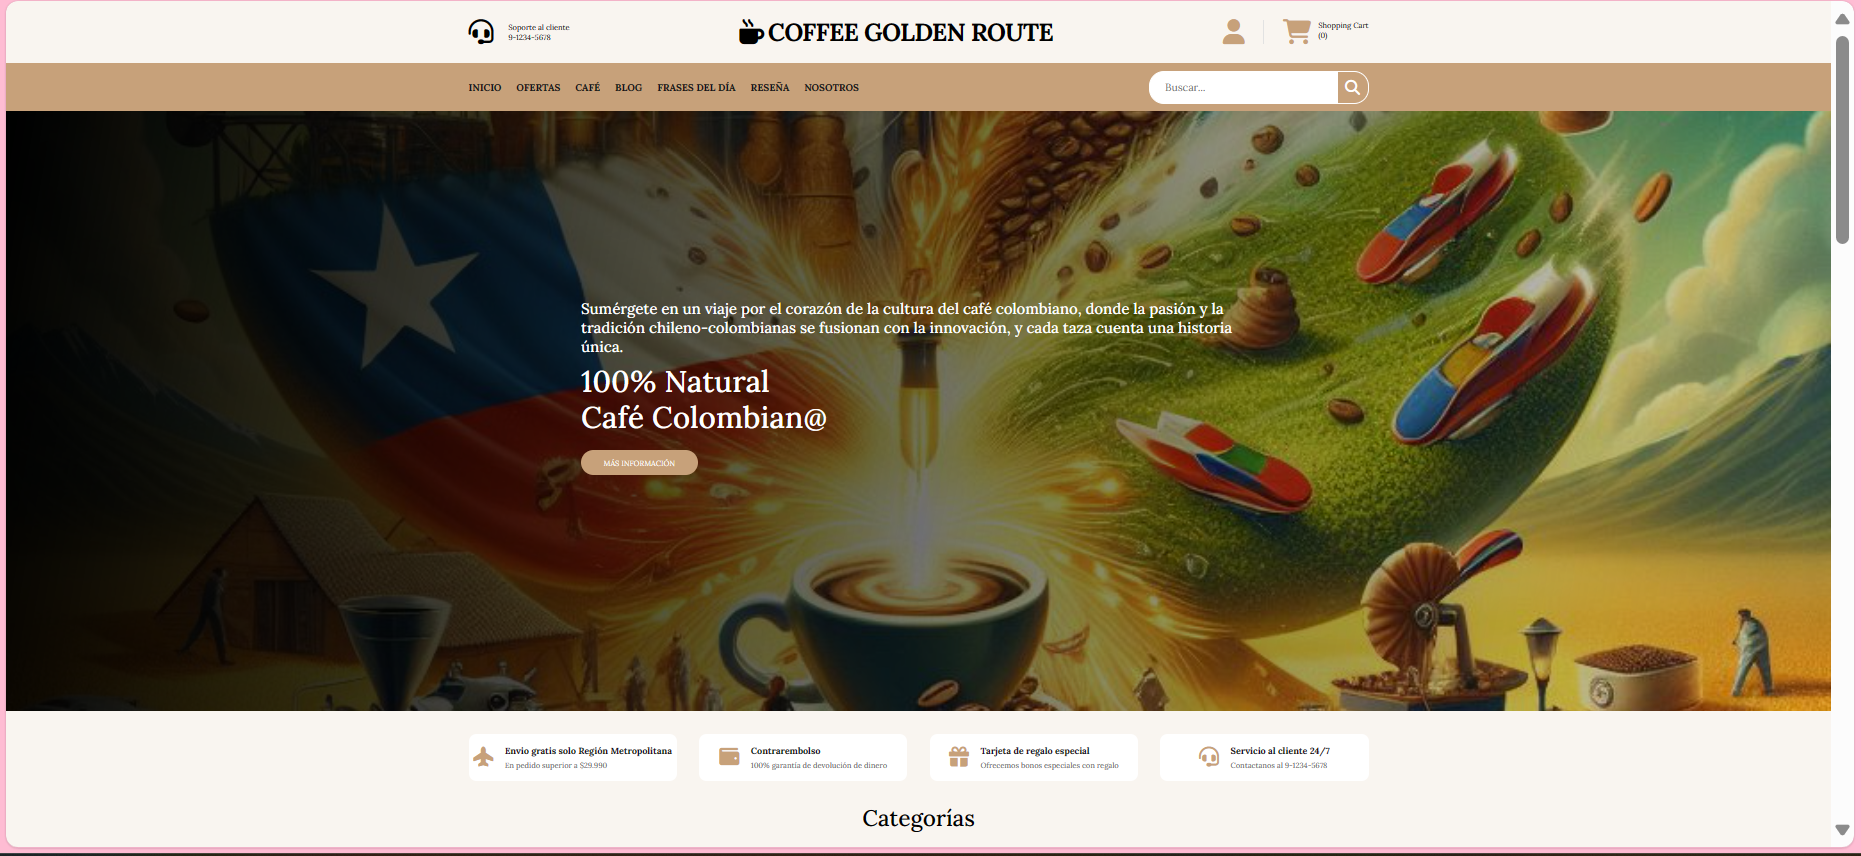 Soporte al cliente
9-1234-5678
COFFEE GOLDEN ROUTE
Shopping Cart
(0)
INICIO OFERTAS CAFÉ BLOG FRASES DEL DÍA RESEÑA NOSOTROS
Buscar...
Sumérgete en un viaje por el corazón de la cultura del café colombiano, donde la pasión y la
tradición chileno-colombianas se fusionan con la innovación, y cada taza cuenta una historia
única.
100% Natural
Café Colombian@
MÁS INFORMACIÓN
Envío gratis solo Región Metropolitana
En pedido superior a $29.990
Contrarembolso
100% garantía de devolución de dinero
Tarjeta de regalo especial
Ofrecemos bonos especiales con regalo
Servicio al cliente 24/7
Contactanos al 9-1234-5678
Categorías